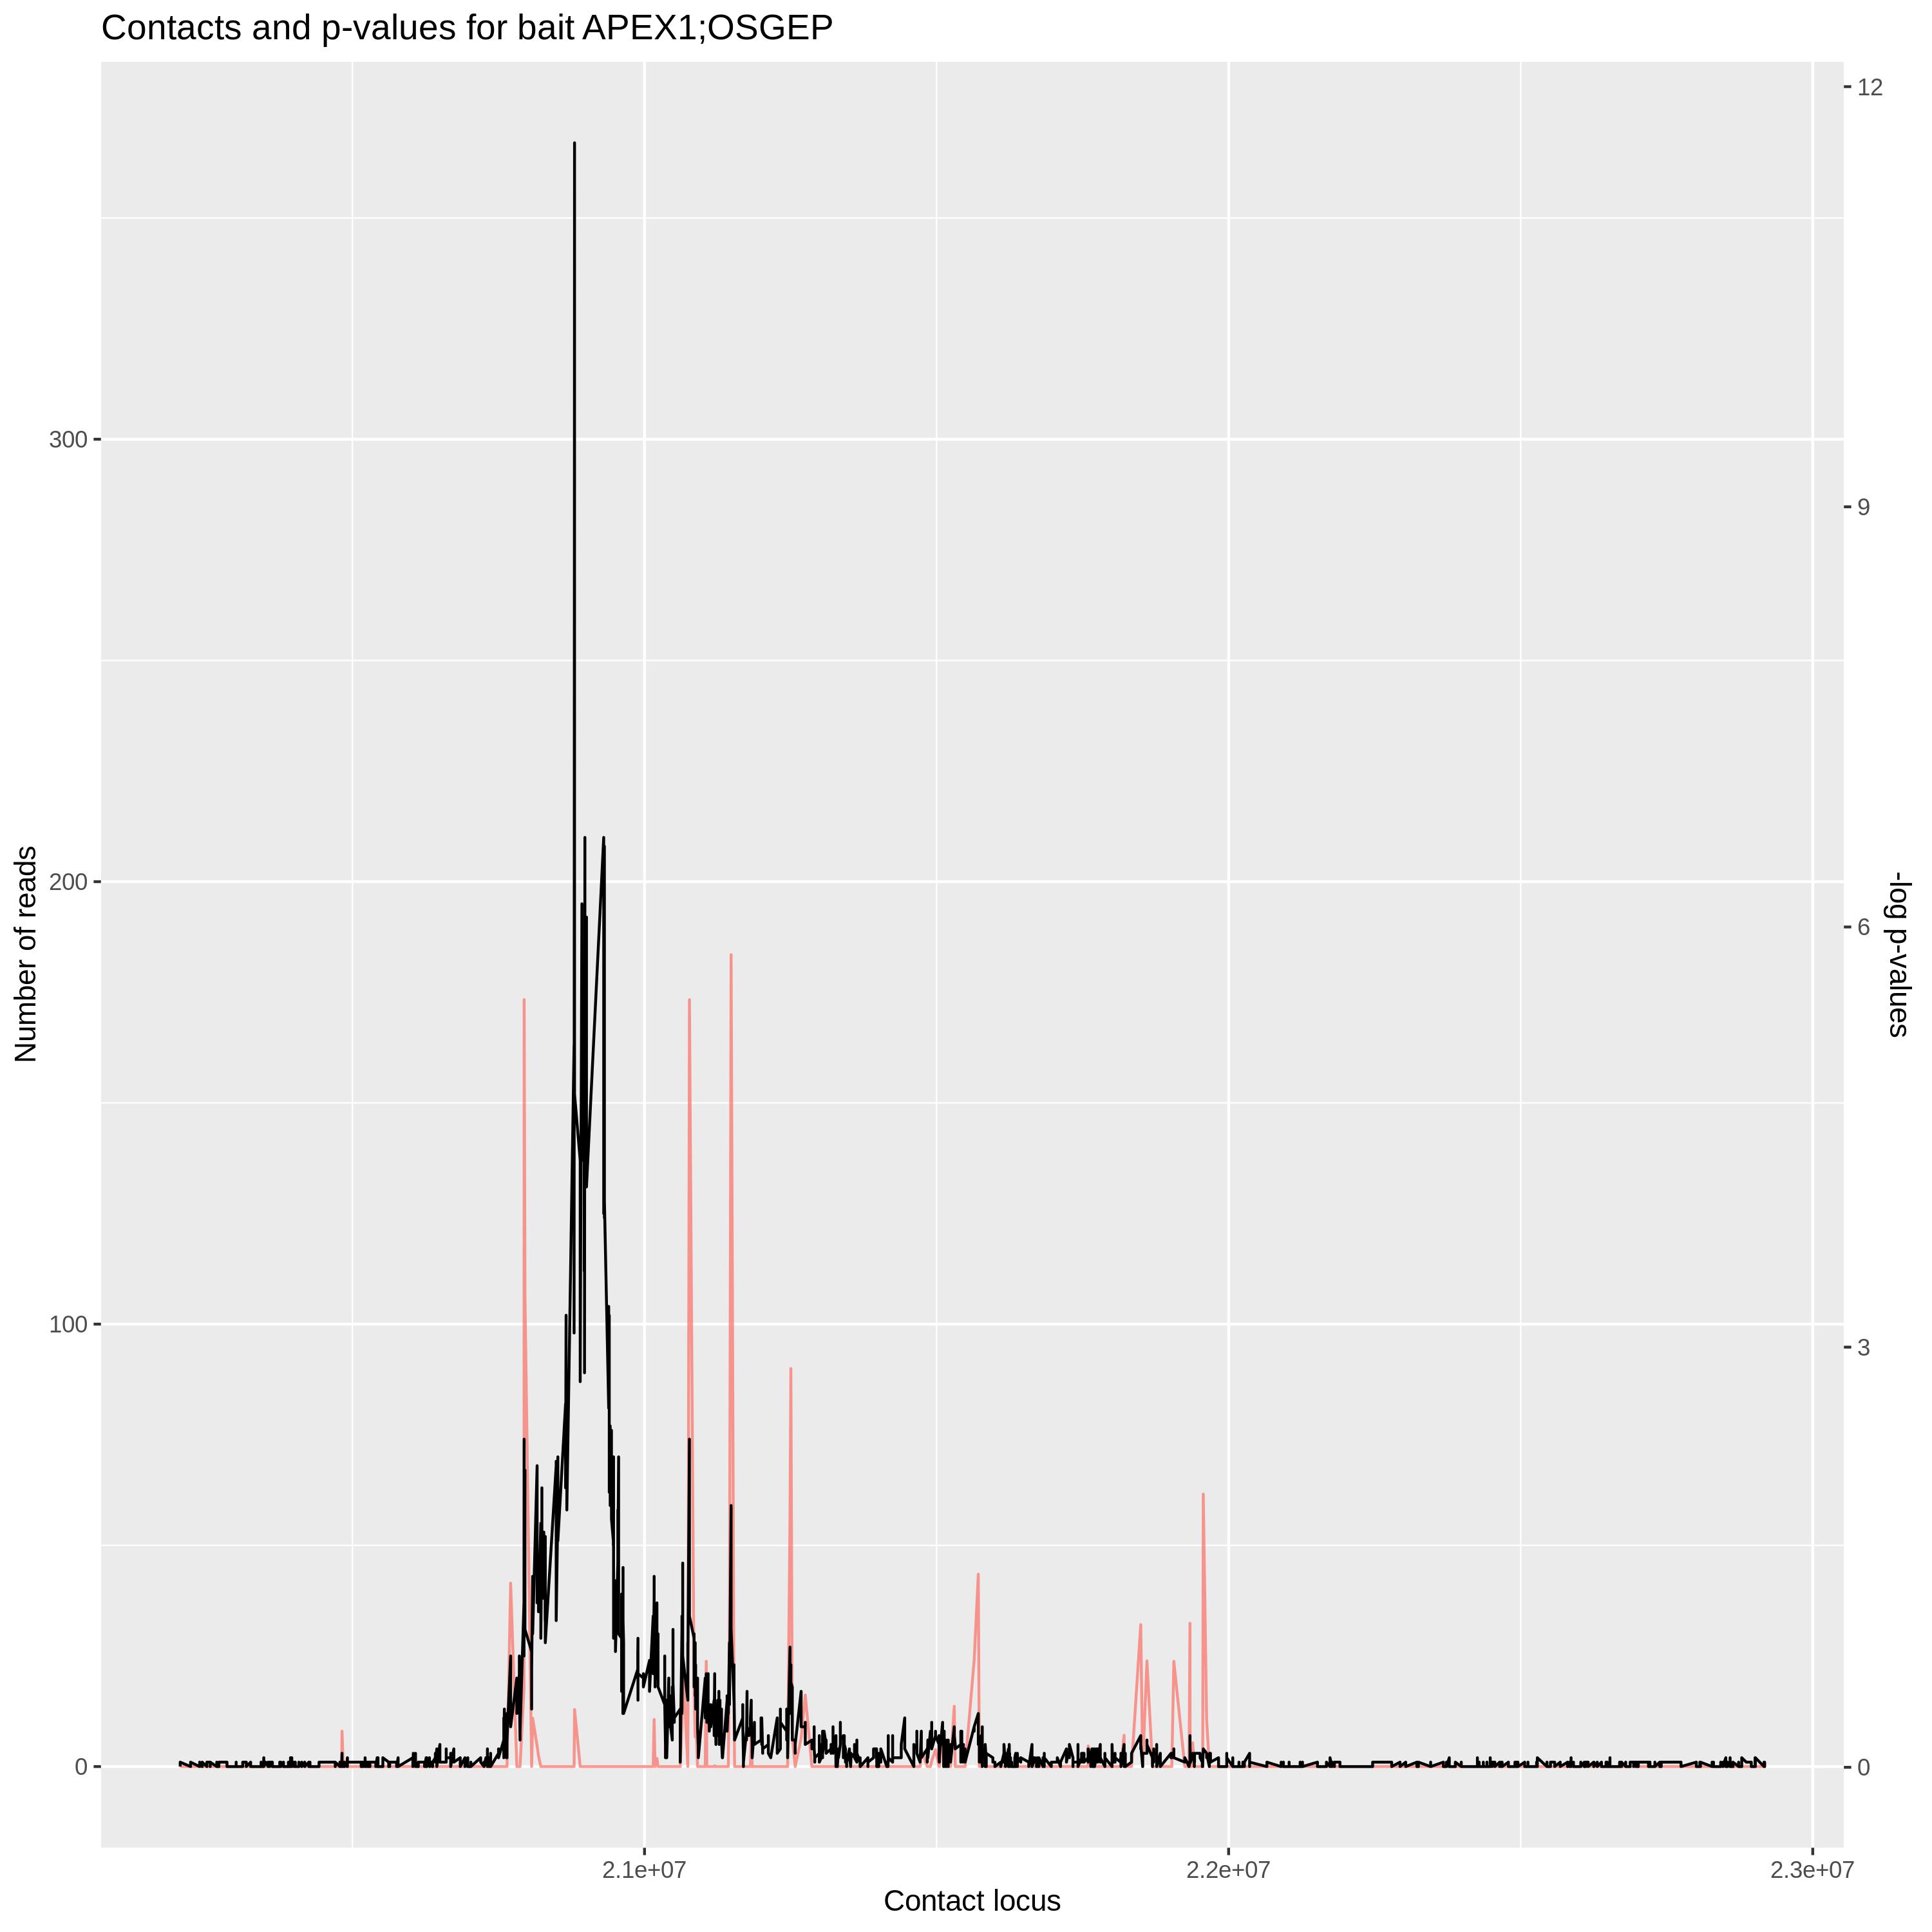 Contacts and p-values for bait APEX1;OSGEP
12
300
9
Number of reads
200
6
-log p-values
100
3
0
0
2.1e+07
2.2e+07
2.3e+07
Contact locus